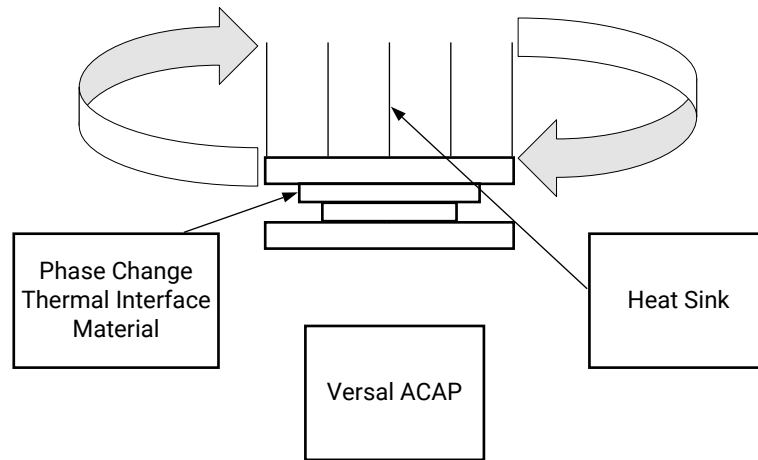 Phase Change
Thermal Interface
Material
Heat Sink
Versal ACAP